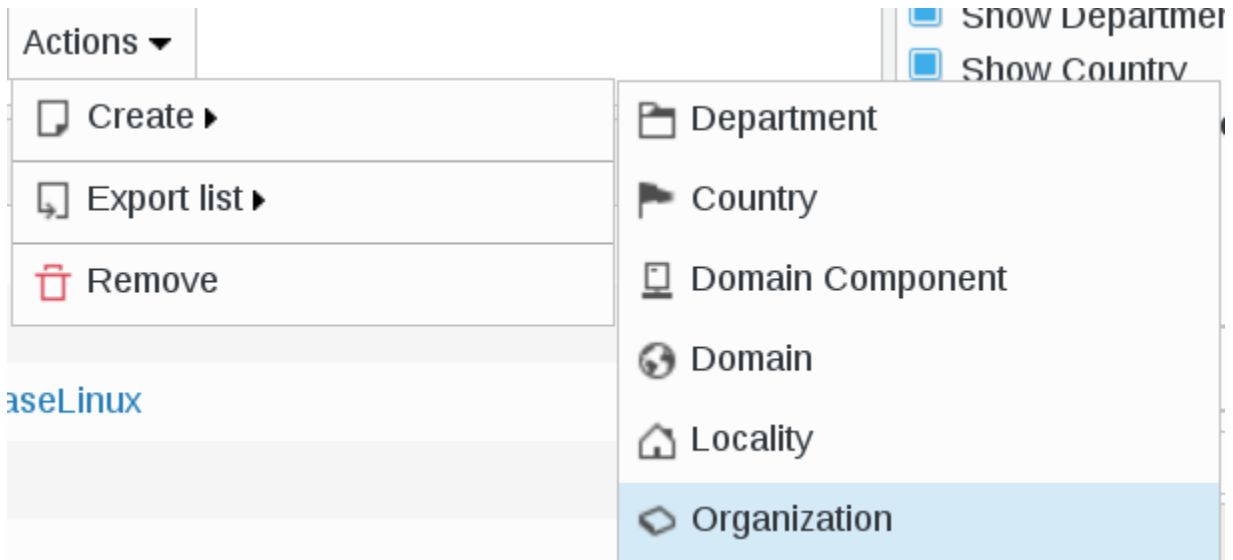 Actions
Show Departmen
Show Country
Create
Export list
Remove
Department
Country
Domain Component
Domain
Locality
Organization
aseLinux